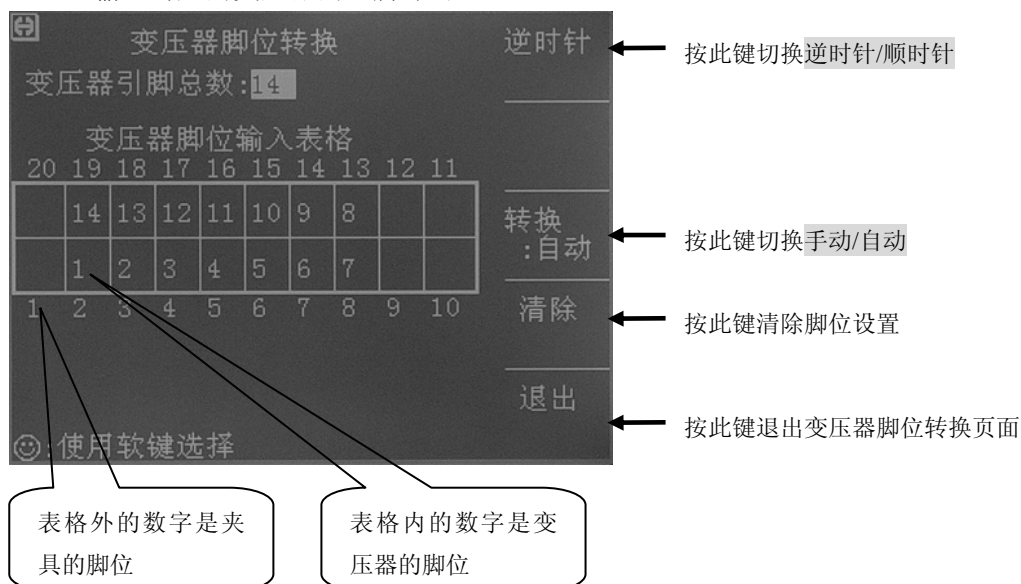 变压器脚位转换
逆时针
按此键切换逆时针/顺时针
变压器引脚总数:14
变压器脚位输入表格
20 19 18 17 16 15 14 13 12 11
14 13 12 11 10 9 8
转换
:自动
按此键切换手动/自动
1 2 3 4 5 6 7
1 2 3 4 5 6 7 8 9 10
清除
按此键清除脚位设置
退出
按此键退出变压器脚位转换页面
:使用软键选择
表格外的数字是夹
具的脚位
表格内的数字是变
压器的脚位